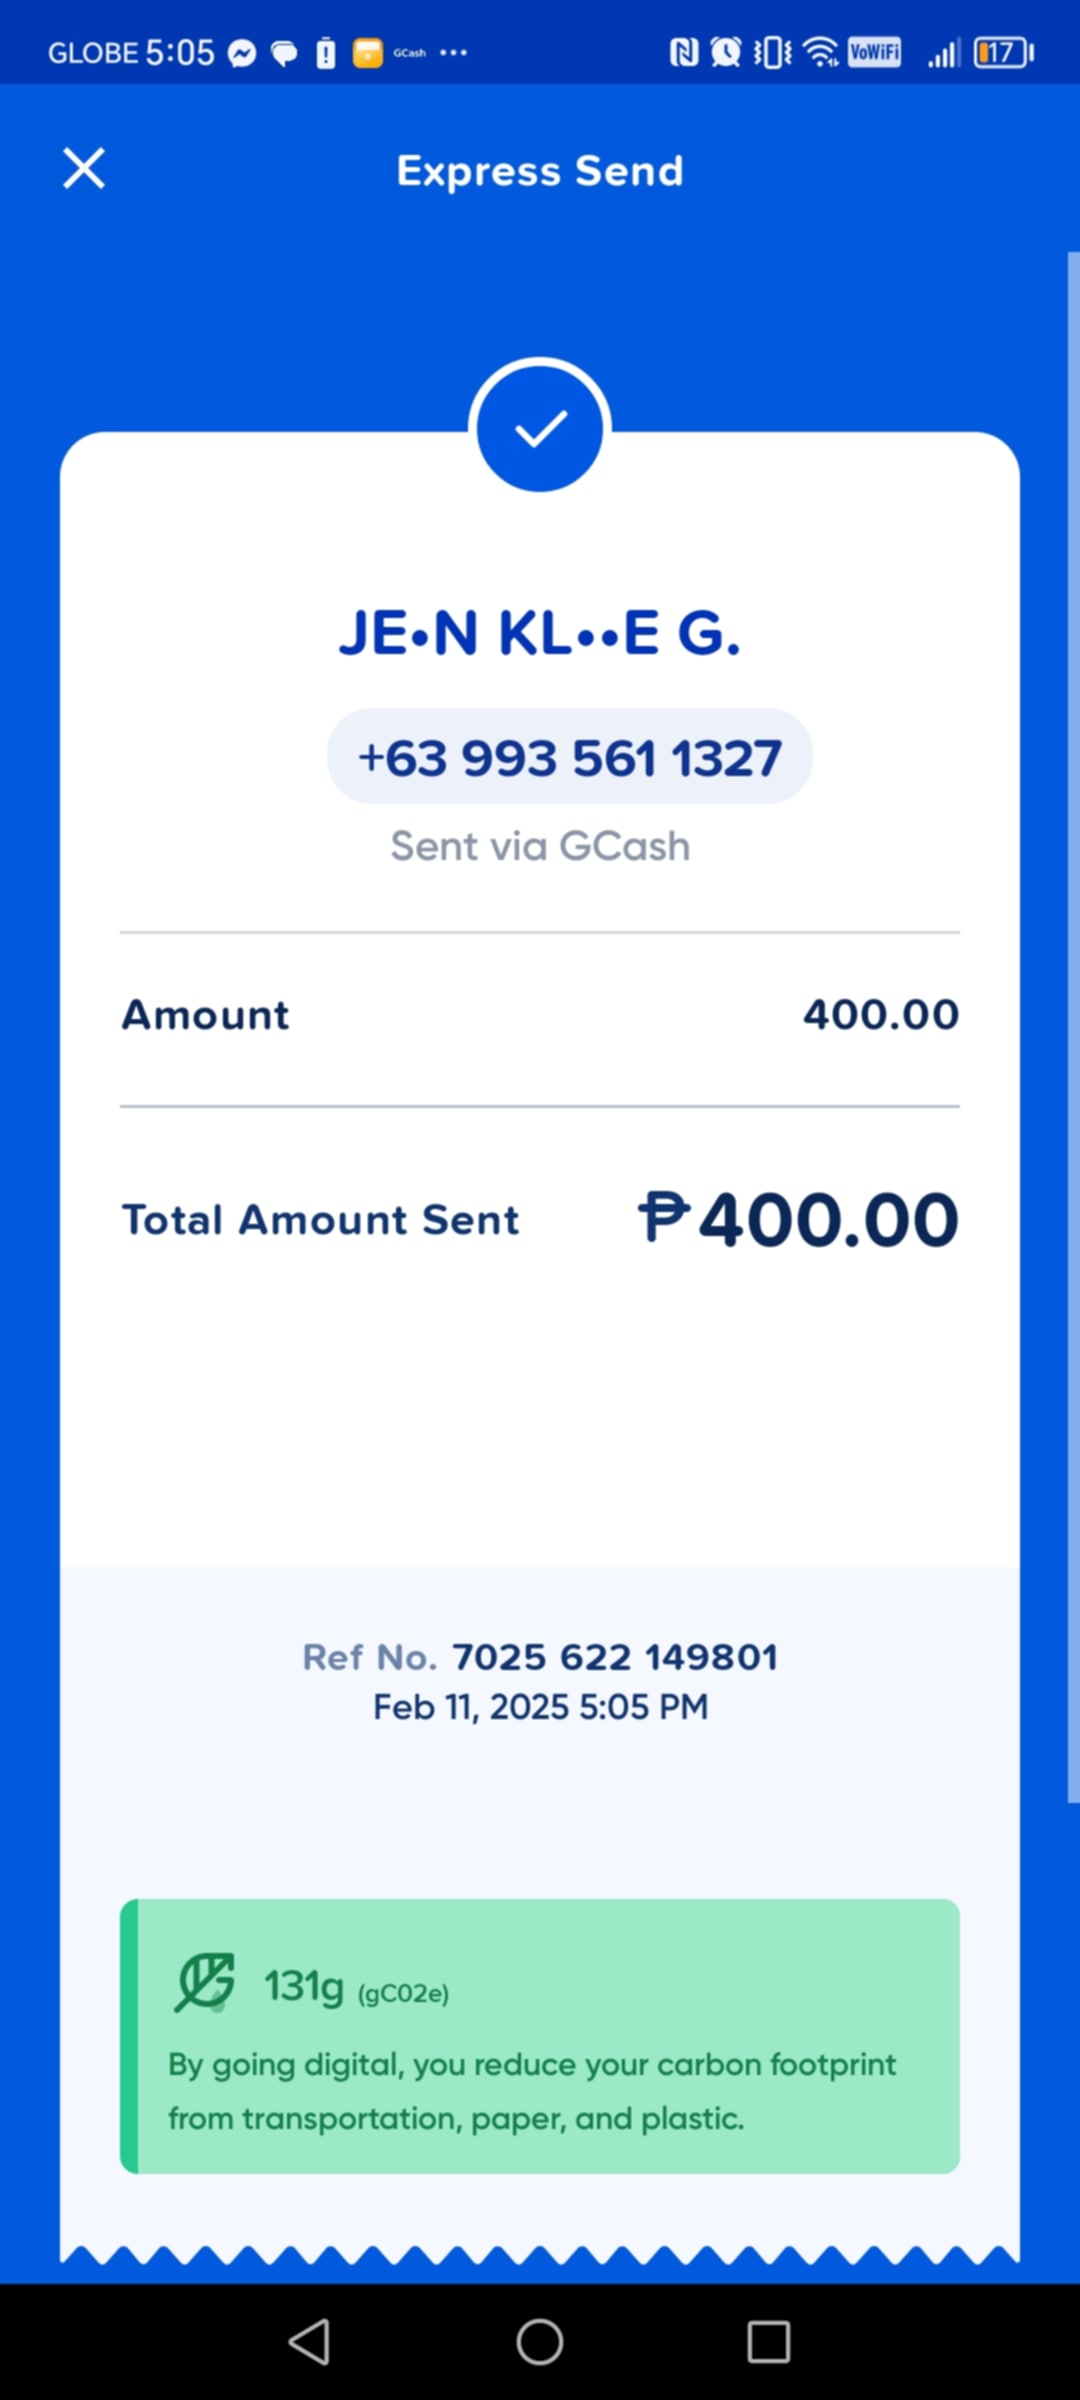 GLOBE 5:05 GCash VoWiFi 17
Express Send
JE•N KL••E G.
+63 993 561 1327
Sent via GCash
Amount 400.00
Total Amount Sent ₱400.00
Ref No. 7025 622 149801
Feb 11, 2025 5:05 PM
131g (gC02e)
By going digital, you reduce your carbon footprint
from transportation, paper, and plastic.